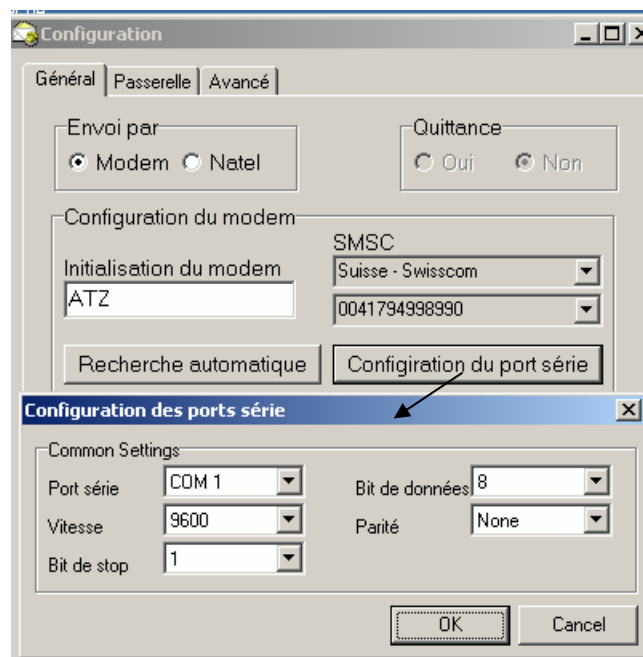 Configuration
Général Passerelle Avancé
Envoi par
Quittance
Modem Natel
Oui Non
Configuration du modem
SMSC
Initialisation du modem
Suisse - Swisscom
ATZ
0041794998990
Recherche automatique
Configiration du port série
Configuration des ports série
Common Settings
Port série COM 1
Bit de données 8
Vitesse 9600
Parité None
Bit de stop 1
OK Cancel